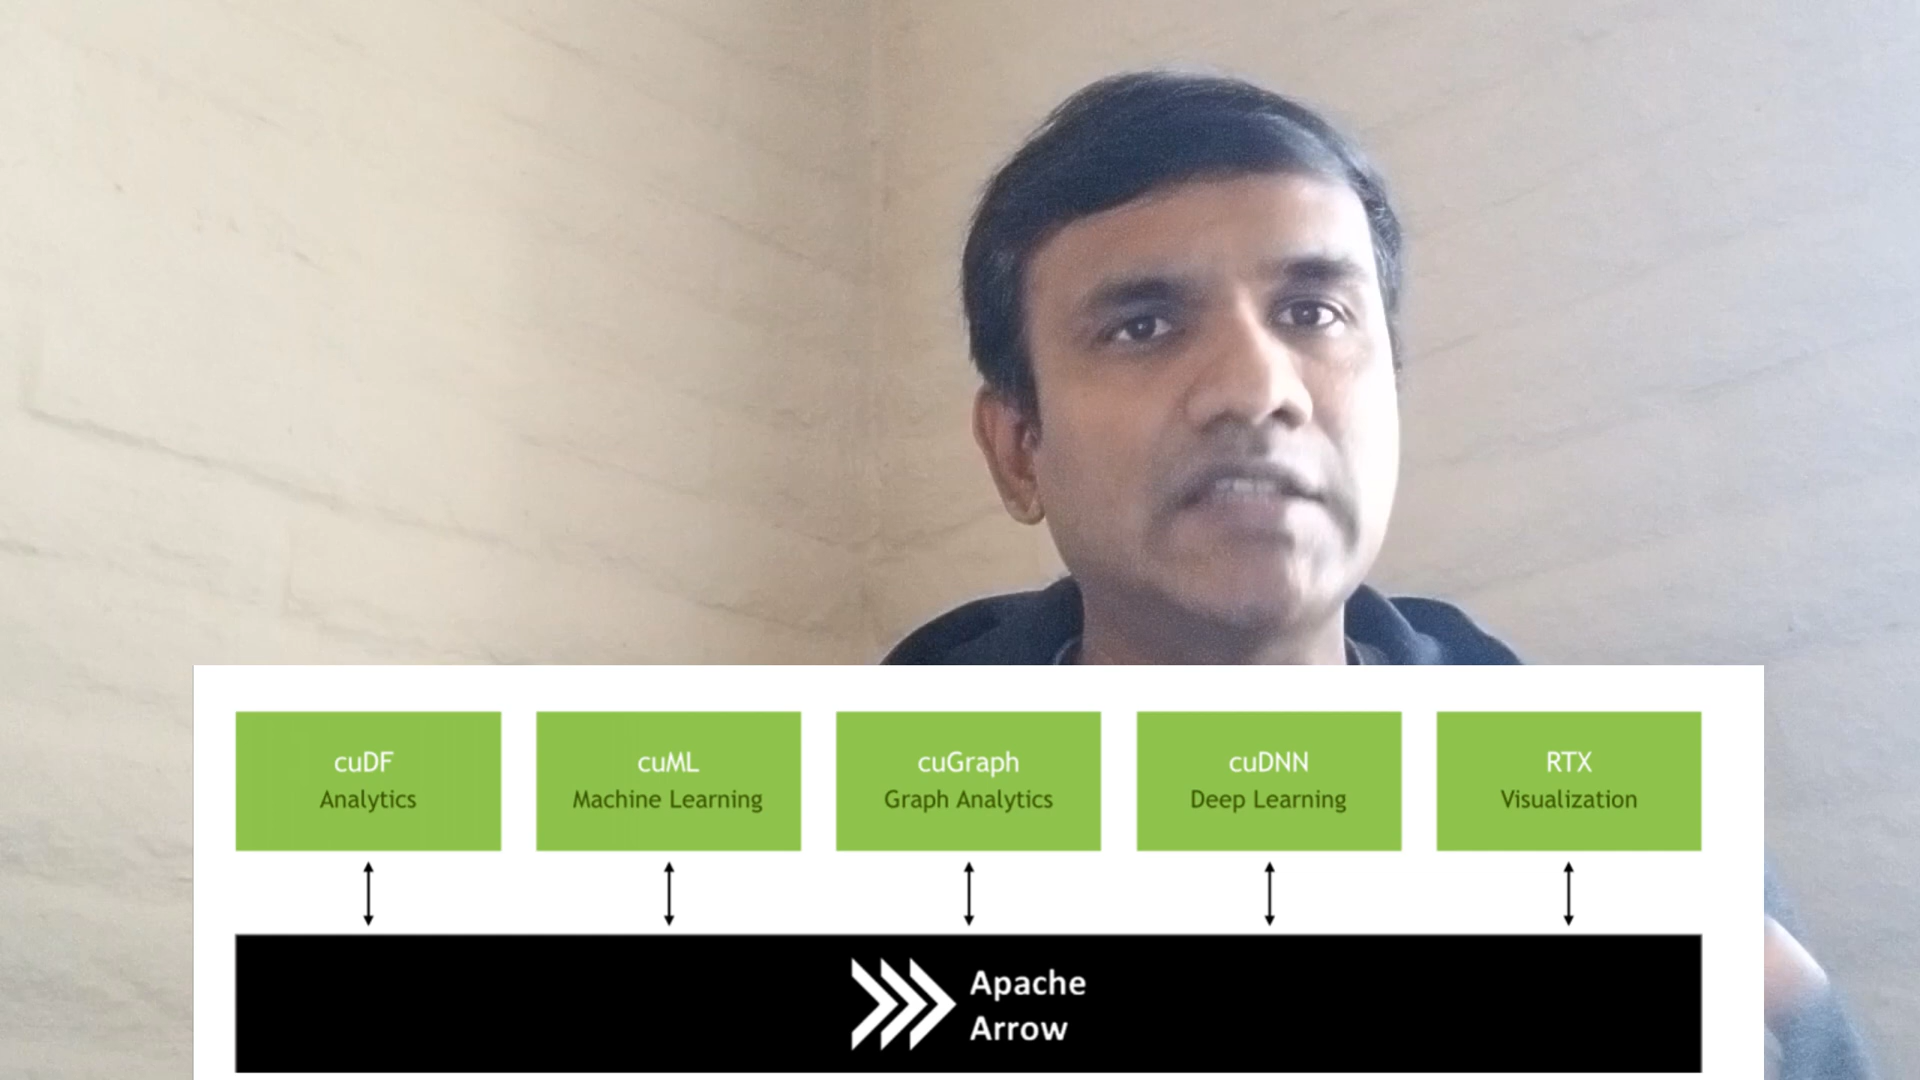 cuDF
Analytics
cuML
Machine Learning
cuGraph
Graph Analytics
cuDNN
Deep Learning
RTX
Visualization
Apache
Arrow